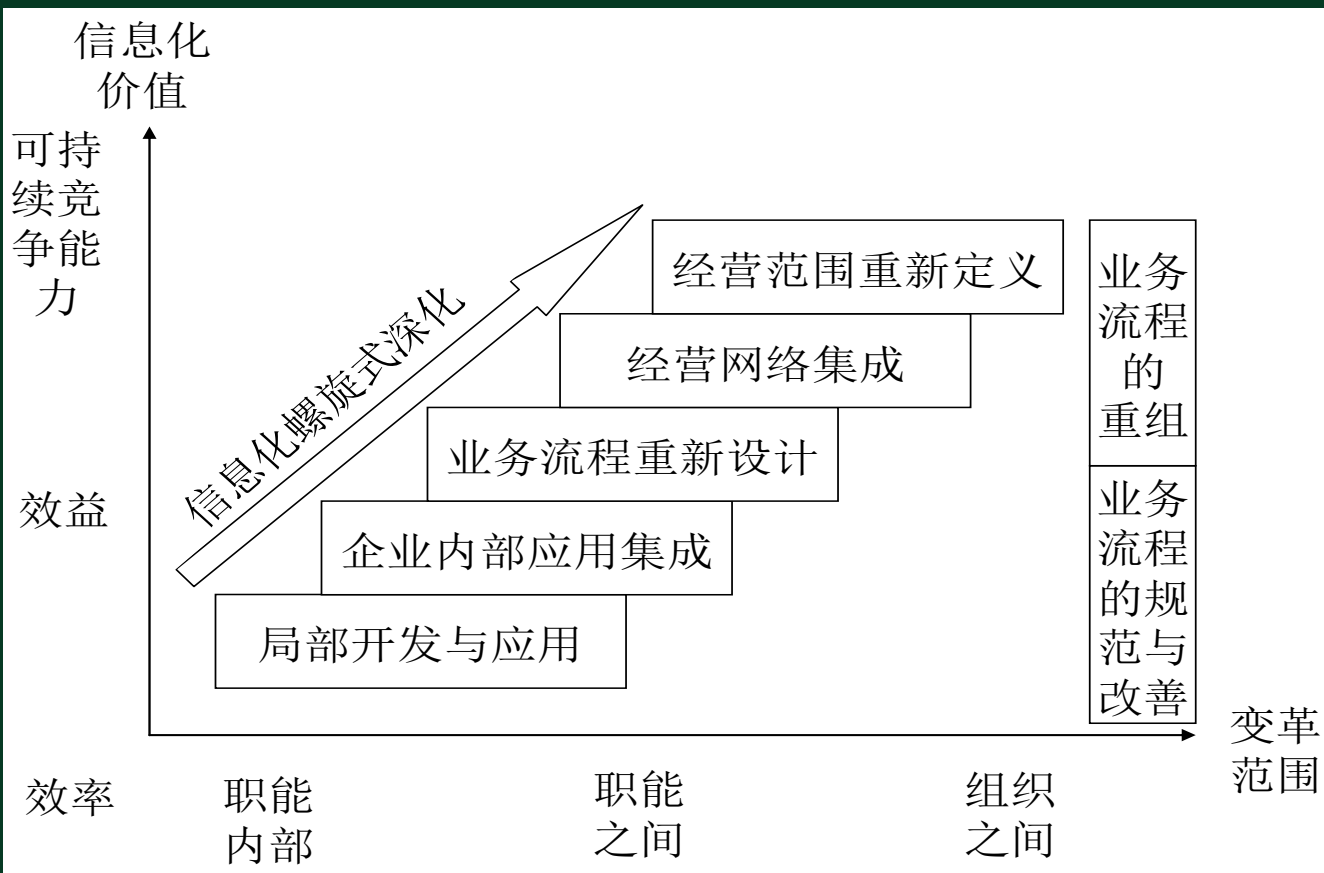 信息化
价值
可持
续竞
争能
力
信息化螺旋式深化
经营范围重新定义
业务
流程
的
重组
经营网络集成
业务流程重新设计
效益
企业内部应用集成
业务
流程
的规
范与
改善
局部开发与应用
变革
范围
效率
职能
内部
职能
之间
组织
之间